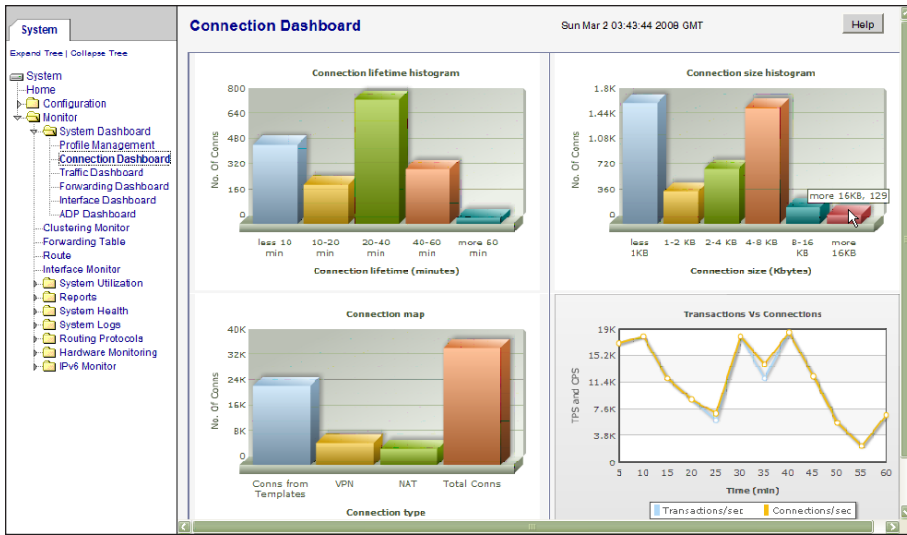 System
Expand Tree | Collapse Tree
System
Home
Configuration
Monitor
System Dashboard
Profile Management
Connection Dashboard
Traffic Dashboard
Forwarding Dashboard
Interface Dashboard
ADP Dashboard
Clustering Monitor
Forwarding Table
Route
Interface Monitor
System Utilization
Reports
System Health
System Logs
Routing Protocols
Hardware Monitoring
IPv6 Monitor
Connection Dashboard
Sun Mar 2 03:43:44 2008 GMT
Help
Connection lifetime histogram
No. Of Conns
800
640
480
320
160
0
less 10 min
10-20 min
20-40 min
40-60 min
more 60 min
Connection lifetime (minutes)
Connection size histogram
No. Of Conns
1.8K
1.44K
1.08K
720
360
0
more 16KB, 129
less 1KB
1-2 KB
2-4 KB
4-8 KB
8-16 KB
more 16KB
Connection size (Kbytes)
Connection map
No. Of Conns
40K
32K
24K
16K
8K
0
Conns from Templates
VPN
NAT
Total Conns
Connection type
Transactions Vs Connections
TPS and CPS
19K
15.2K
11.4K
7.6K
3.8K
0
5 10 15 20 25 30 35 40 45 50 55 60
Time (min)
Transactions/sec
Connections/sec